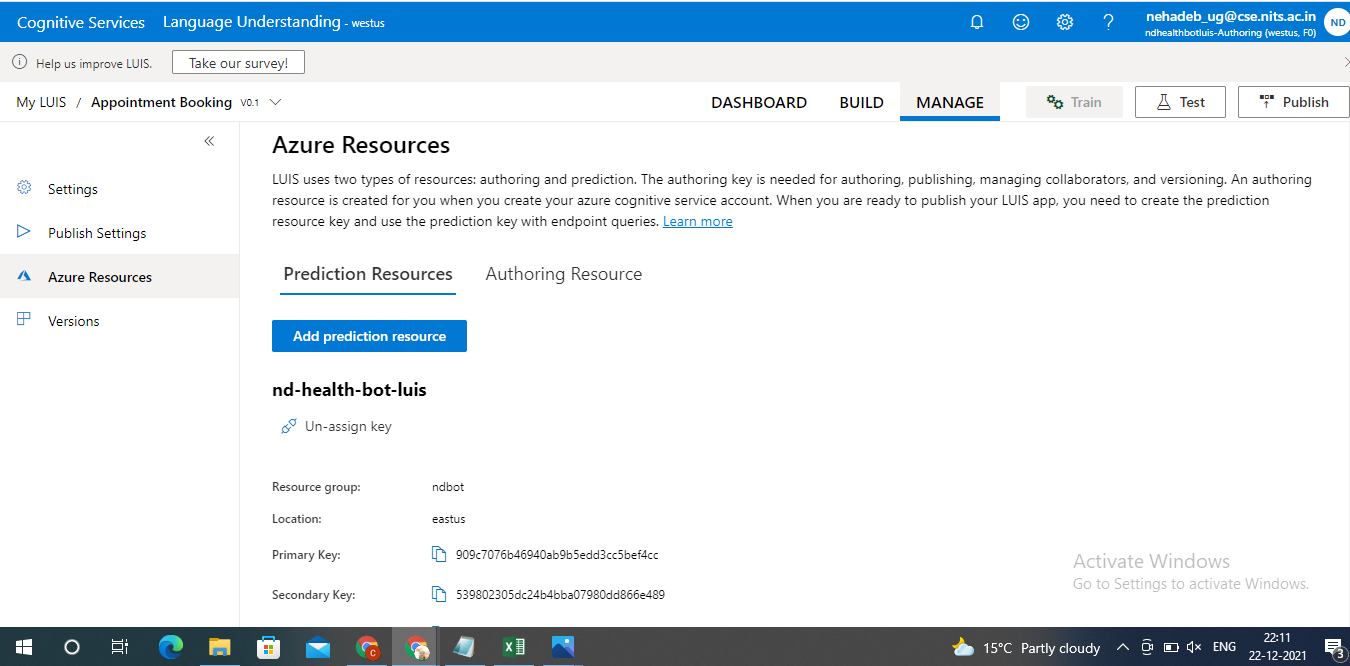 Cognitive Services Language Understanding - westus
nehadeb_ug@cse.nits.ac.in
ndhealthbotluis-Authoring (westus, F0)
ND
Help us improve LUIS. Take our survey!
My LUIS / Appointment Booking V0.1 DASHBOARD BUILD MANAGE Train Test Publish
Azure Resources
LUIS uses two types of resources: authoring and prediction. The authoring key is needed for authoring, publishing, managing collaborators, and versioning. An authoring
resource is created for you when you create your azure cognitive service account. When you are ready to publish your LUIS app, you need to create the prediction
resource key and use the prediction key with endpoint queries. Learn more
Settings
Publish Settings
Azure Resources
Versions
Prediction Resources Authoring Resource
Add prediction resource
nd-health-bot-luis
Un-assign key
Resource group: ndbot
Location: eastus
Primary Key: 909c7076b46940ab9b5edd3cc5bef4cc
Secondary Key: 539802305dc24b4bba07980dd866e489
Activate Windows
Go to Settings to activate Windows.
15°C Partly cloudy ENG 22:11
22-12-2021
3